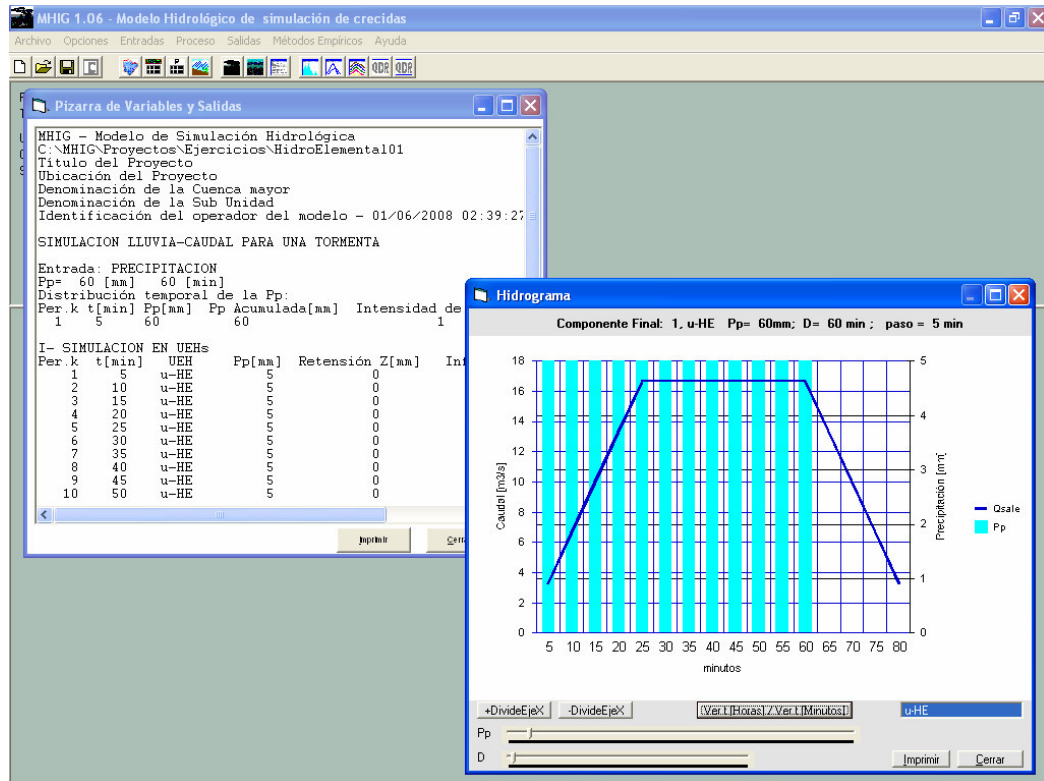 MHIG 1.06 - Modelo Hidrológico de simulación de crecidas
Archivo Opciones Entradas Proceso Salidas Métodos Empíricos Ayuda
QDR QDR
Pizarra de Variables y Salidas
MHIG - Modelo de Simulación Hidrológica
C:\MHIG\Proyectos\Ejercicios\HidroElemental01
Título del Proyecto
Ubicación del Proyecto
Denominación de la Cuenca mayor
Denominación de la Sub Unidad
Identificación del operador del modelo - 01/06/2008 02:39:27
SIMULACION LLUVIA-CAUDAL PARA UNA TORMENTA
Entrada: PRECIPITACION
Pp= 60 [mm] 60 [min]
Distribución temporal de la Pp:
Per.k t[min] Pp[mm] Pp Acumulada[mm] Intensidad de
1 5 60 60 1
I- SIMULACION EN UEHs
Per.k t[min] UEH Pp[mm] Retensión Z[mm] Inf
1 5 u-HE 5 0
2 10 u-HE 5 0
3 15 u-HE 5 0
4 20 u-HE 5 0
5 25 u-HE 5 0
6 30 u-HE 5 0
7 35 u-HE 5 0
8 40 u-HE 5 0
9 45 u-HE 5 0
10 50 u-HE 5 0
Imprimir Cerra
Hidrograma
Componente Final: 1, u-HE Pp= 60mm; D= 60 min ; paso = 5 min
18
16
14
12
10
8
6
4
2
0
Caudal [m3/s]
5
4
3
2
1
0
Precipitación [mm]
Qsale
Pp
5 10 15 20 25 30 35 40 45 50 55 60 65 70 75 80
minutos
+DivideEjeX -DivideEjeX (Ver.t [Horas] / Ver.t [Minutos]) u-HE
Pp
D
Imprimir Cerrar